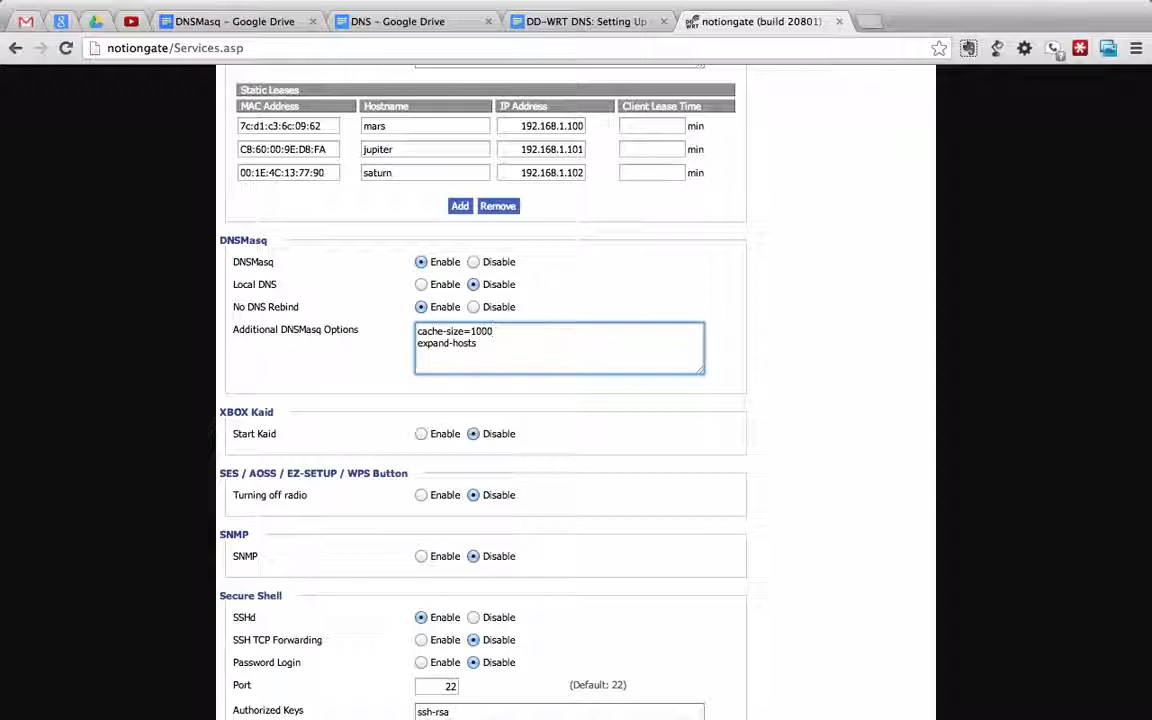 DNSMasq - Google Drive
DNS - Google Drive
DD-WRT DNS: Setting Up
notiongate (build 20801)
notiongate/Services.asp
Static Leases
MAC Address Hostname IP Address Client Lease Time
7c:d1:c3:6c:09:62 mars 192.168.1.100 min
C8:60:00:9E:D8:FA jupiter 192.168.1.101 min
00:1E:4C:13:77:90 saturn 192.168.1.102 min
Add Remove
DNSMasq
DNSMasq Enable Disable
Local DNS Enable Disable
No DNS Rebind Enable Disable
Additional DNSMasq Options cache-size=1000
expand-hosts
XBOX Kaid
Start Kaid Enable Disable
SES / AOSS / EZ-SETUP / WPS Button
Turning off radio Enable Disable
SNMP
SNMP Enable Disable
Secure Shell
SSHd Enable Disable
SSH TCP Forwarding Enable Disable
Password Login Enable Disable
Port 22 (Default: 22)
Authorized Keys ssh-rsa